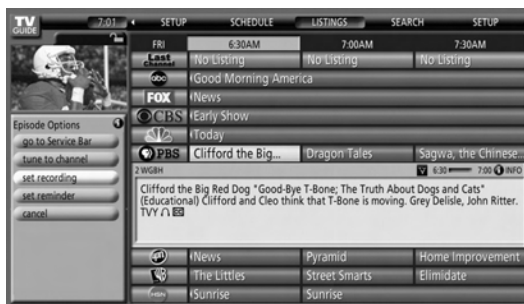 TV GUIDE
7:01
SETUP SCHEDULE LISTINGS SEARCH SETUP
FRI 6:30AM 7:00AM 7:30AM
Last Channel No Listing No Listing No Listing
abc Good Morning America
FOX News
CBS Early Show
Today
PBS Clifford the Big... Dragon Tales Sagwa, the Chinese...
2 WGBH 6:30 7:00 INFO
Clifford the Big Red Dog "Good-Bye T-Bone; The Truth About Dogs and Cats"
(Educational) Clifford and Cleo think that T-Bone is moving. Grey Delisle, John Ritter.
TVY
Episode Options
go to Service Bar
tune to channel
set recording
set reminder
cancel
News Pyramid Home Improvement
The Littles Street Smarts Elimidate
HSN Sunrise Sunrise